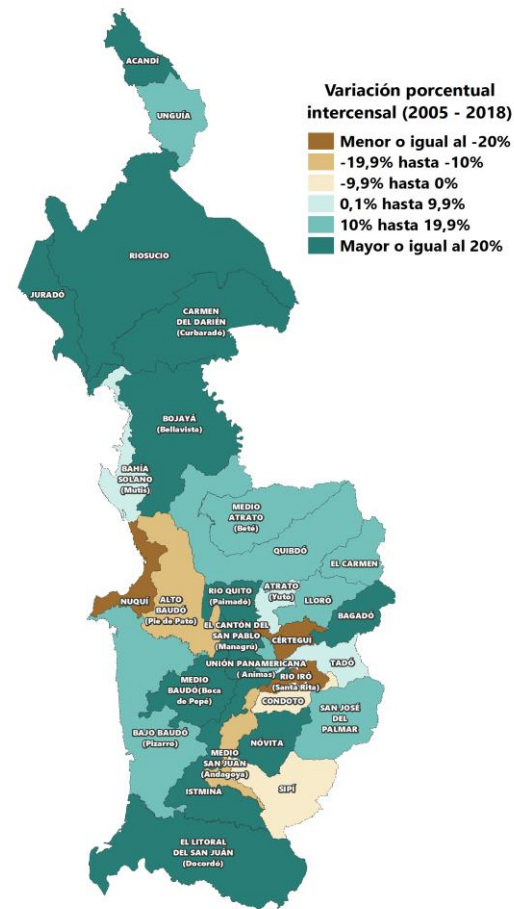 ACANDÍ
UNGUÍA
Variación porcentual
intercensal (2005 - 2018)
Menor o igual al -20%
-19,9% hasta -10%
-9,9% hasta 0%
0,1% hasta 9,9%
10% hasta 19,9%
Mayor o igual al 20%
RIOSUCIO
JURADÓ
CARMEN
DEL DARIÉN
(Curbaradó)
BOJAYÁ
(Bellavista)
BAHÍA
SOLANO
(Mutis)
MEDIO
ATRATO
(Beté)
QUIBDÓ
EL CARMEN
ATRATO
(Yuto)
LLORÓ
RIO QUITO
(Paimadó)
NUQUÍ
ALTO
BAUDÓ
(Pie de Pató)
BAGADÓ
EL CANTÓN DEL
SAN PABLO
(Managrú)
CÉRTEGUI
UNIÓN PANAMERICANA
(Animas)
TADÓ
RIO IRÓ
(Santa Rita)
MEDIO
BAUDÓ(Boca
de Pepé)
CONDOTO
SAN JOSÉ
DEL
PALMAR
BAJO BAUDÓ
(Pizarro)
NÓVITA
MEDIO
SAN JUÁN
(Andagoya)
ISTMINA
SIPÍ
EL LITORAL
DEL SAN JUÁN
(Docordó)